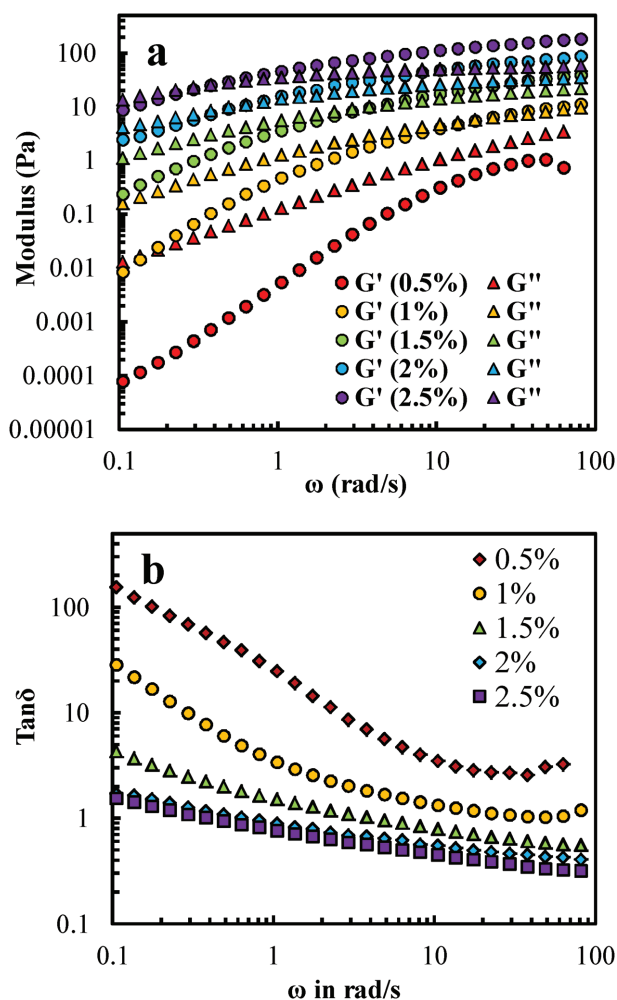 a
Modulus (Pa)
100
10
1
0.1
0.01
0.001
0.0001
0.00001
G' (0.5%) G''
G' (1%) G''
G' (1.5%) G''
G' (2%) G''
G' (2.5%) G''
0.1 1 10 100
ω (rad/s)
b
Tanδ
100
10
1
0.1
0.5%
1%
1.5%
2%
2.5%
0.1 1 10 100
ω in rad/s